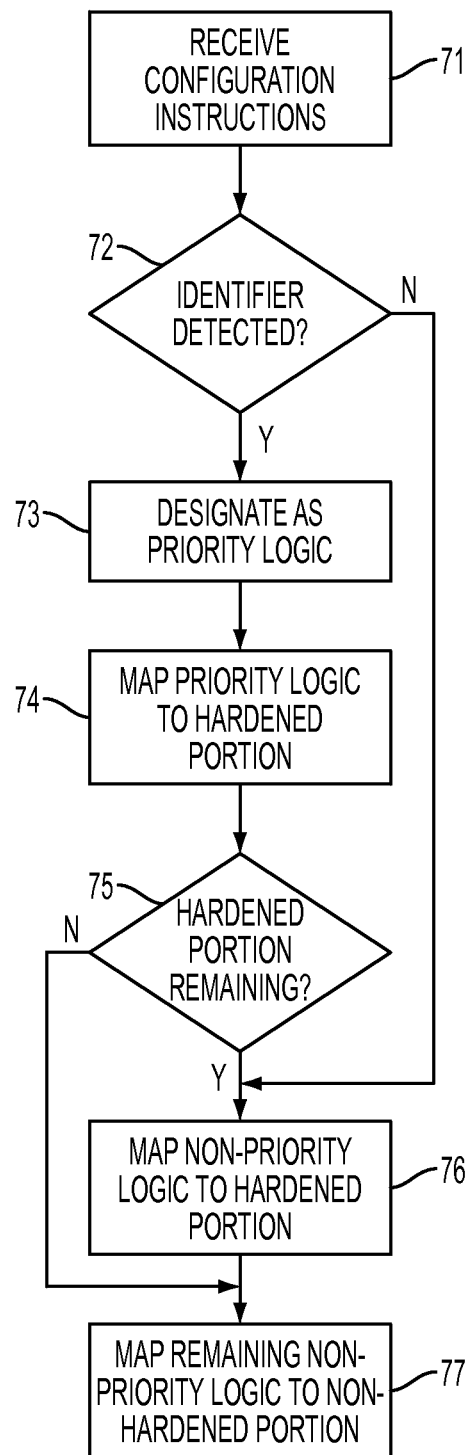 RECEIVE
CONFIGURATION
INSTRUCTIONS
71
72
IDENTIFIER
DETECTED?
N
Y
73
DESIGNATE AS
PRIORITY LOGIC
74
MAP PRIORITY LOGIC
TO HARDENED
PORTION
75
N
HARDENED
PORTION
REMAINING?
Y
MAP NON-PRIORITY
LOGIC TO HARDENED
PORTION
76
MAP REMAINING NON-
PRIORITY LOGIC TO NON-
HARDENED PORTION
77